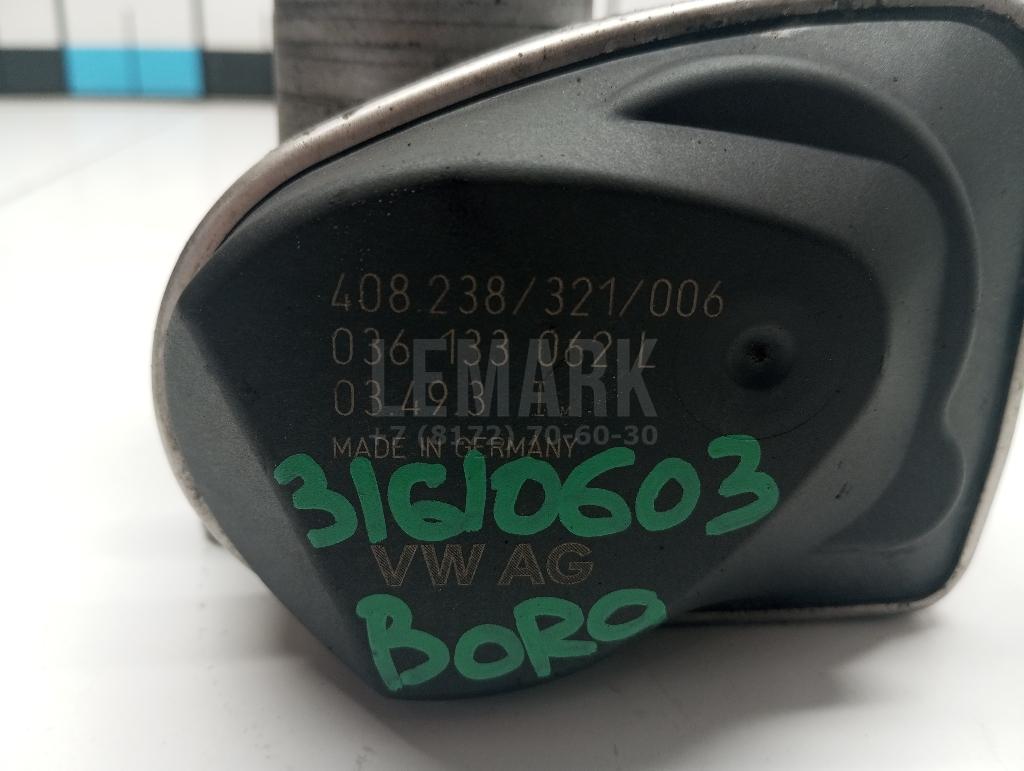 408.238/321/006
036 133 062 L
03493
LEMARK
+7 (8172) 70-60-30
MADE IN GERMANY
31610603
VW AG
BORO